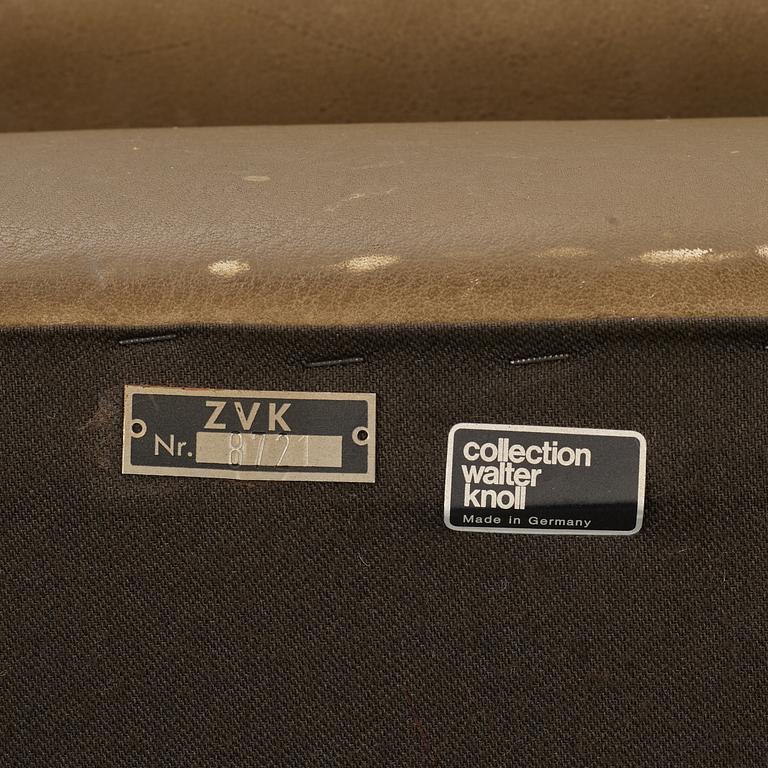 ZVK
Nr. 8721
collection
walter
knoll
Made in Germany